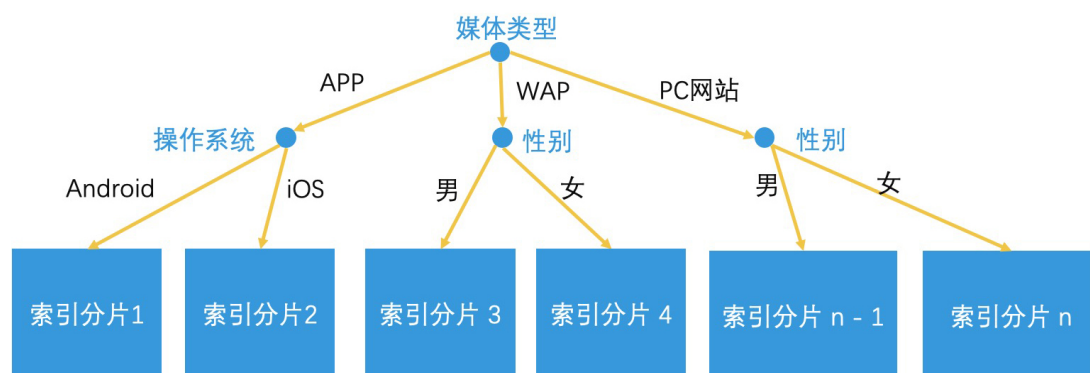 媒体类型
APP
WAP
PC网站
操作系统
性别
性别
Android
iOS
男
女
男
女
索引分片1
索引分片2
索引分片 3
索引分片 4
索引分片 n - 1
索引分片 n